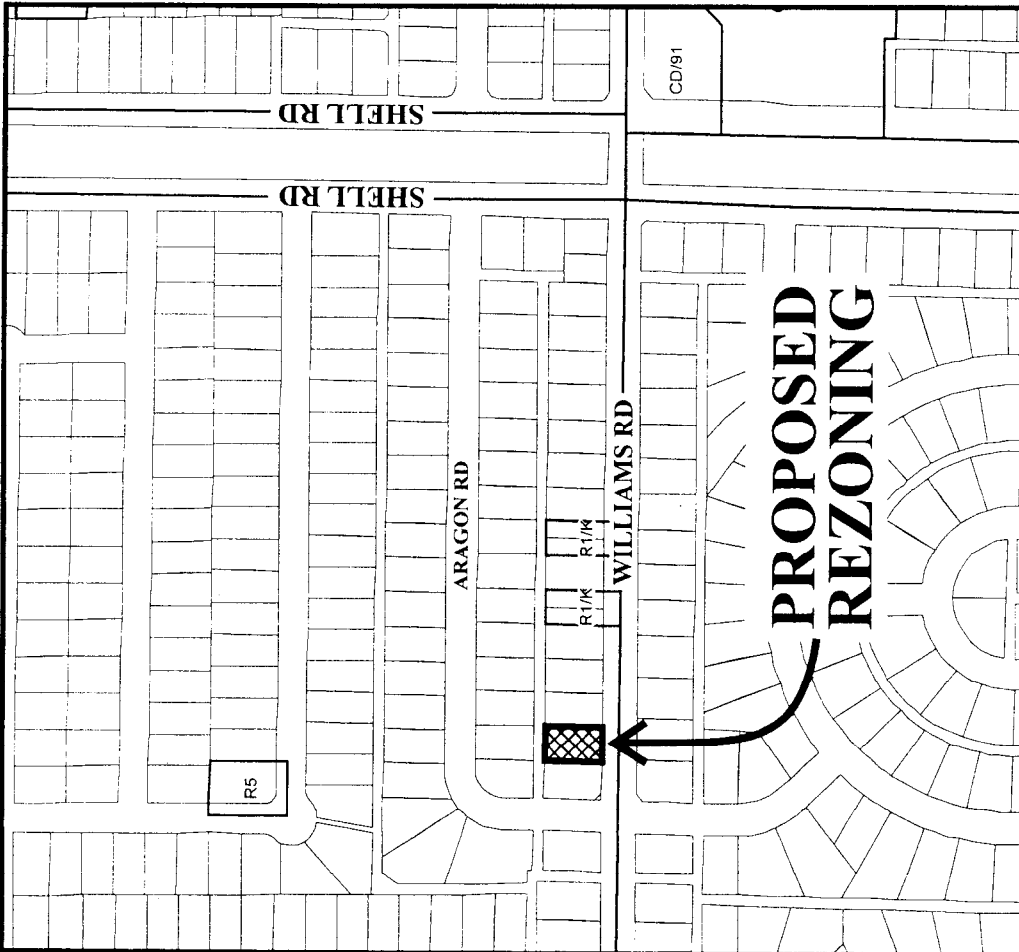 CD/91
SHELL RD
SHELL RD
ARAGON RD
WILLIAMS RD
R1/K
R1/K
R5
PROPOSED
REZONING